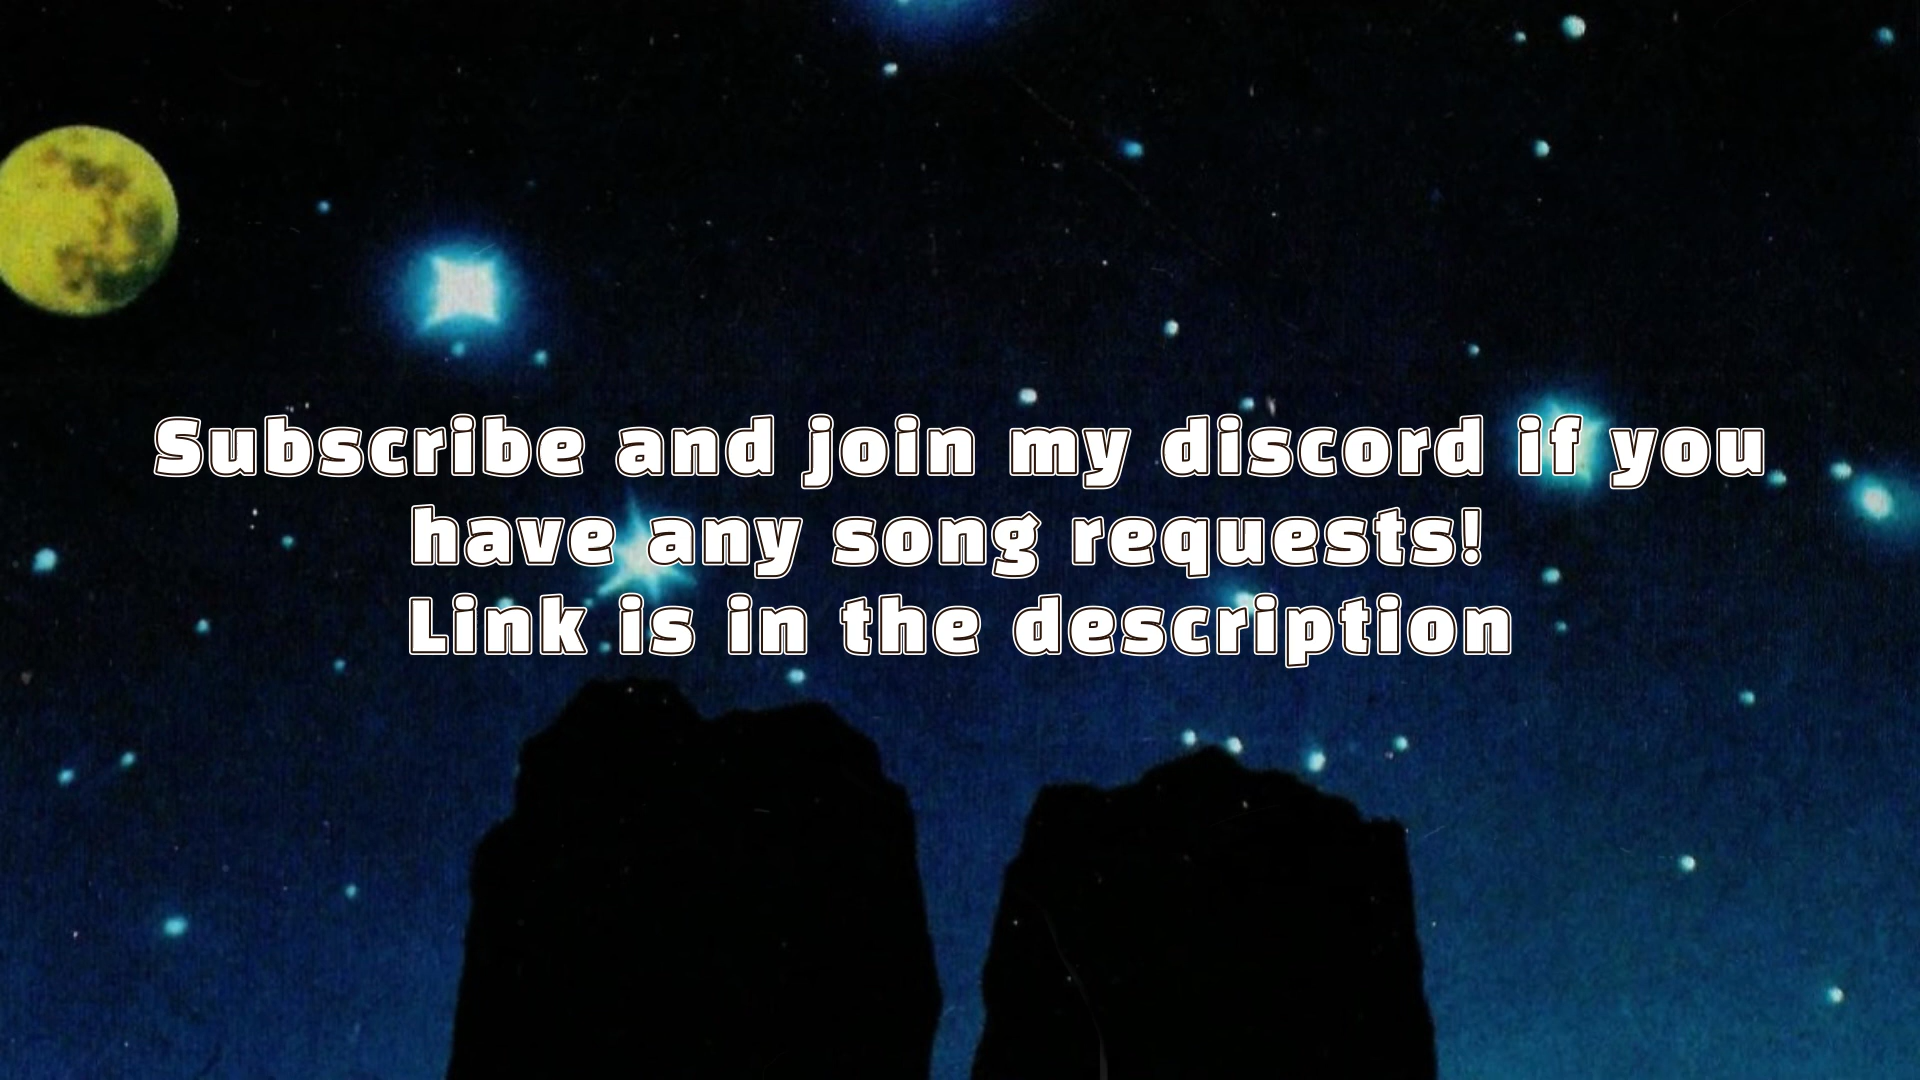 Subscribe and join my discord if you
have any song requests!
Link is in the description